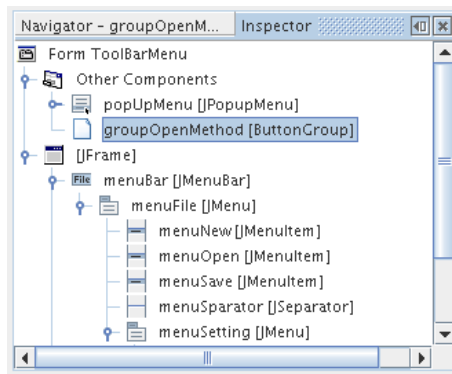 Navigator - groupOpenM... Inspector
Form ToolBarMenu
Other Components
popUpMenu [JPopupMenu]
groupOpenMethod [ButtonGroup]
[JFrame]
File menuBar [JMenuBar]
menuFile [JMenu]
menuNew [JMenuItem]
menuOpen [JMenuItem]
menuSave [JMenuItem]
menuSparator [JSeparator]
menuSetting [JMenu]